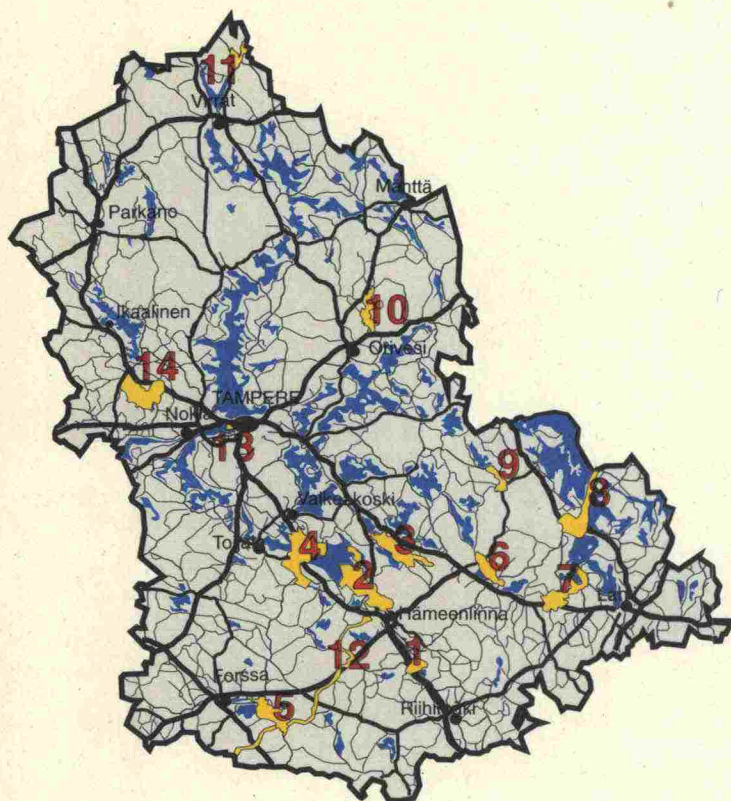 11
Virrat
Mänttä
Parkano
10
Ikaalinen
Orivesi
14
TAMPERE
Nokia
13
9
8
Valkeakoski
4
3
6
2
7
Lahti
Hämeenlinna
12
1
Forssa
5
Riihimäki